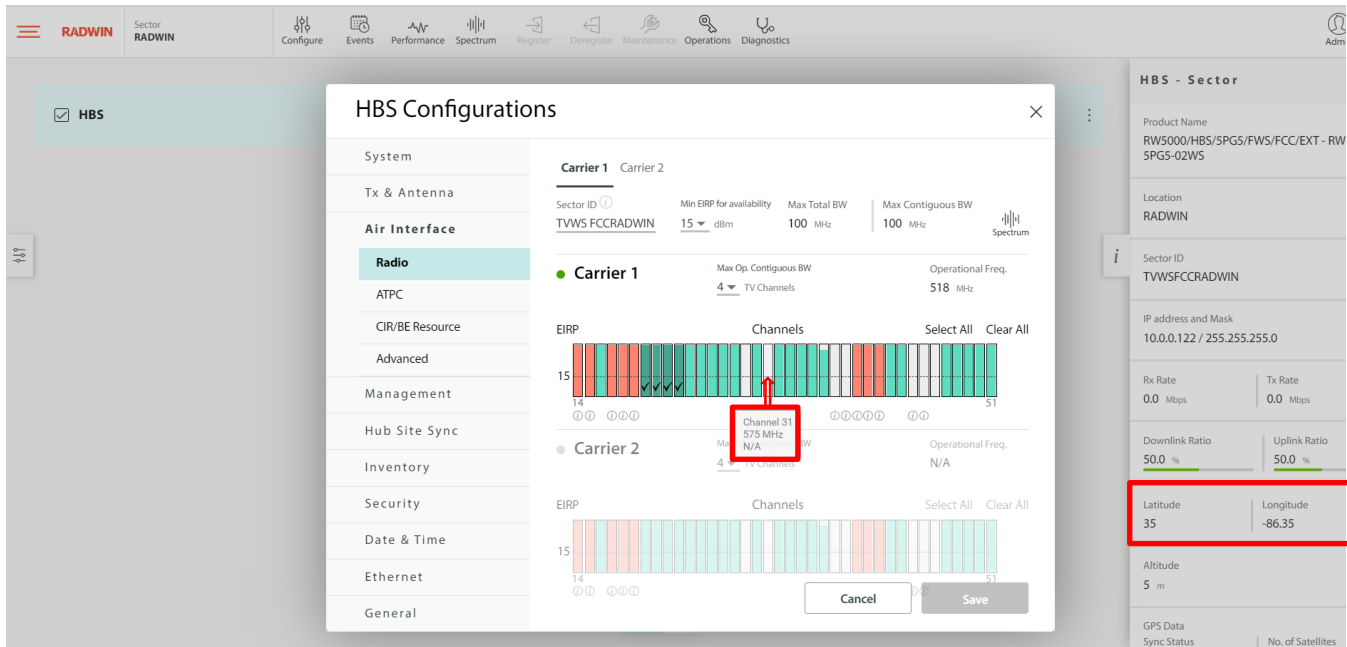 RADWIN
Sector
RADWIN
Configure
Events
Performance
Spectrum
Register
Deregister
Maintenance
Operations
Diagnostics
HBS
HBS Configurations
System
Tx & Antenna
Air Interface
Radio
ATPC
CIR/BE Resource
Advanced
Management
Hub Site Sync
Inventory
Security
Date & Time
Ethernet
General
Carrier 1 Carrier 2
Sector ID
TVWS FCCRADWIN
Min EIRP for availability
15 dBm
Max Total BW
100 MHz
Max Contiguous BW
100 MHz
Spectrum
Carrier 1
Max Op. Contiguous BW
4 TV Channels
Operational Freq.
518 MHz
EIRP Channels Select All Clear All
15
14 51
Channel 31
575 MHz
N/A
Carrier 2
4 TV Channels
Operational Freq.
N/A
EIRP Channels Select All Clear All
15
14 51
Cancel Save
HBS - Sector
Product Name
RW5000/HBS/5PG5/FWS/FCC/EXT - RW
5PG5-02WS
Location
RADWIN
Sector ID
TVWSFCCRADWIN
IP address and Mask
10.0.0.122 / 255.255.255.0
Rx Rate Tx Rate
0.0 Mbps 0.0 Mbps
Downlink Ratio Uplink Ratio
50.0 % 50.0 %
Latitude Longitude
35 -86.35
Altitude
5 m
GPS Data
Sync Status No. of Satellites